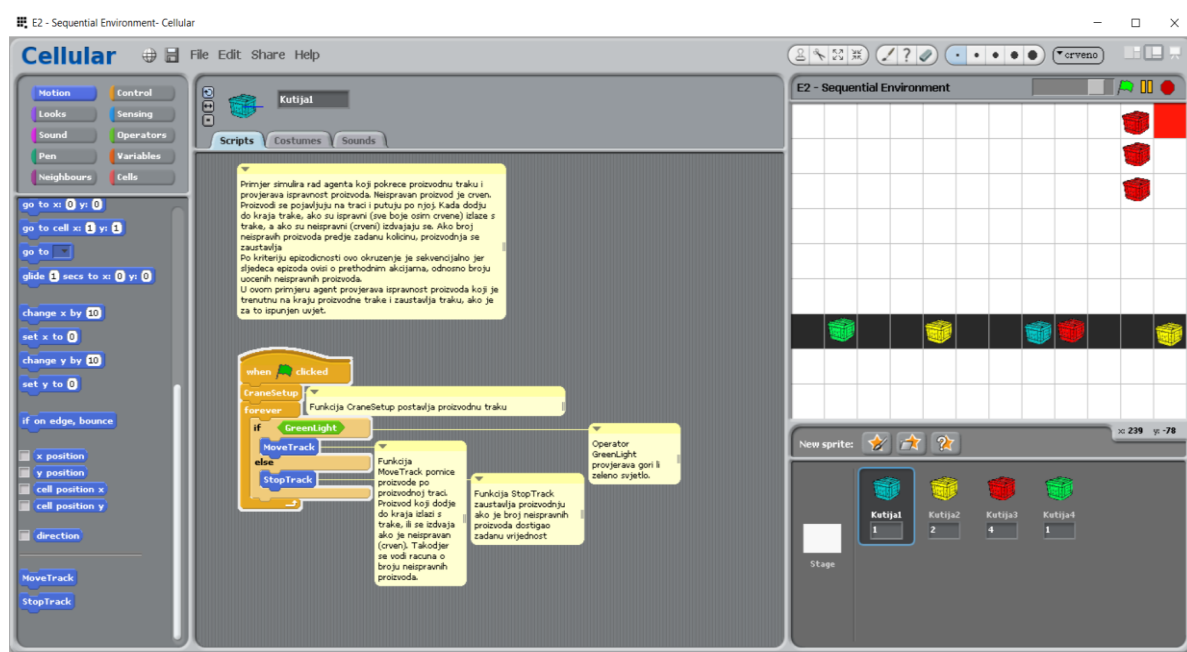 E2 - Sequential Environment- Cellular
Cellular
File Edit Share Help
crveno
Motion
Control
Looks
Sensing
Sound
Operators
Pen
Variables
Neighbours
Cells
go to x: 0 y: 0
go to cell x: 1 y: 1
go to
glide 1 secs to x: 0 y: 0
change x by 10
set x to 0
change y by 10
set y to 0
if on edge, bounce
x position
y position
cell position x
cell position y
direction
MoveTrack
StopTrack
Kutija1
Scripts
Costumes
Sounds
Primjer simulira rad agenta koji pokrece proizvodnu traku i
provjerava ispravnost proizvoda. Neispravan proizvod je crven.
Proizvodi se pojavljuju na traci i putuju po njoj. Kada dodju
do kraja trake, ako su ispravni (sve boje osim crvene) izlaze s
trake, a ako su neispravni (crveni) izdvajaju se. Ako broj
neispravih proizvoda predje zadanu kolicinu, proizvodnja se
zaustavlja
Po kriteriju epizodicnosti ovo okruzenje je sekvencijalno jer
sljedeca epizoda ovisi o prethodnim akcijama, odnosno broju
uocenih neispravnih proizvoda.
U ovom primjeru agent provjerava ispravnost proizvoda koji je
trenutnu na kraju proizvodne trake i zaustavlja traku, ako je
za to ispunjen uvjet.
when clicked
CraneSetup
Funkcija CraneSetup postavlja proizvodnu traku
forever
if GreenLight
MoveTrack
else
StopTrack
Funkcija
MoveTrack pomice
proizvode po
proizvodnoj traci.
Proizvod koji dodje
do kraja izlazi s
trake, ili se izdvaja
ako je neispravan
(crven). Takodjer
se vodi racuna o
broju neispravnih
proizvoda.
Funkcija StopTrack
zaustavlja proizvodnju
ako je broj neispravnih
proizvoda dostigao
zadanu vrijednost
Operator
GreenLight
provjerava gori li
zeleno svjetlo.
E2 - Sequential Environment
x: 239 y: -78
New sprite:
Kutija1
1
Kutija2
2
Kutija3
4
Kutija4
1
Stage